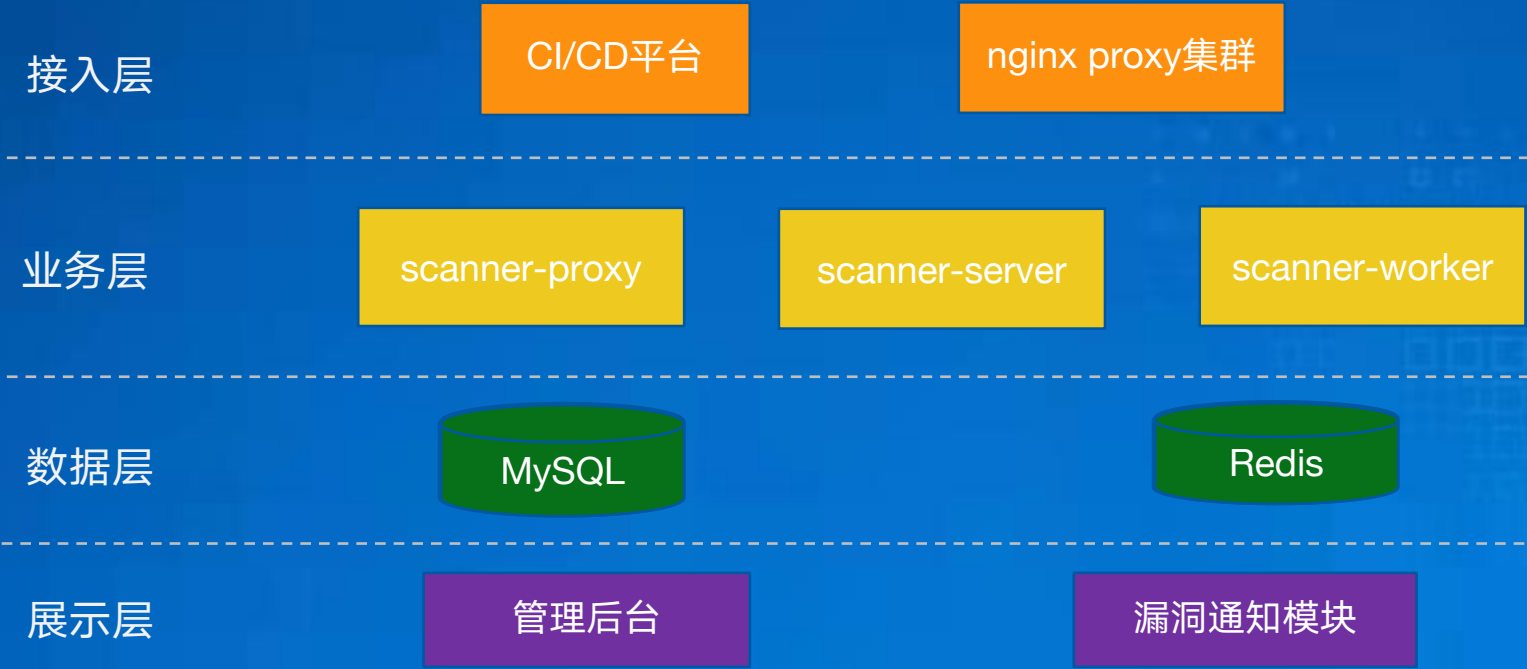 接入层
CI/CD平台
nginx proxy集群
业务层
scanner-proxy
scanner-server
scanner-worker
数据层
MySQL
Redis
展示层
管理后台
漏洞通知模块